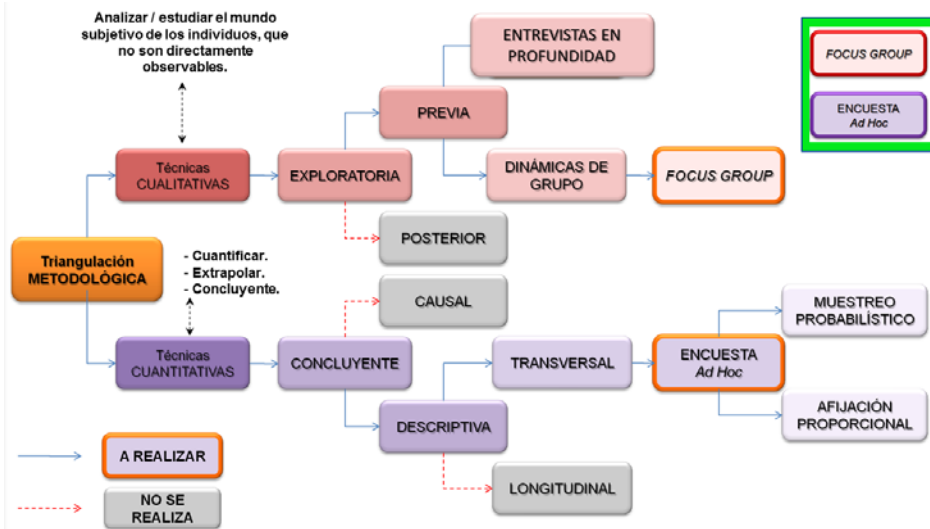 Analizar / estudiar el mundo
subjetivo de los individuos, que
no son directamente
observables.
ENTREVISTAS EN
PROFUNDIDAD
FOCUS GROUP
ENCUESTA
Ad Hoc
PREVIA
Técnicas
CUALITATIVAS
EXPLORATORIA
DINÁMICAS DE
GRUPO
FOCUS GROUP
POSTERIOR
Triangulación
METODOLÓGICA
- Cuantificar.
- Extrapolar.
- Concluyente.
CAUSAL
MUESTREO
PROBABILÍSTICO
Técnicas
CUANTITATIVAS
CONCLUYENTE
TRANSVERSAL
ENCUESTA
Ad Hoc
DESCRIPTIVA
AFIJACIÓN
PROPORCIONAL
A REALIZAR
LONGITUDINAL
NO SE
REALIZA